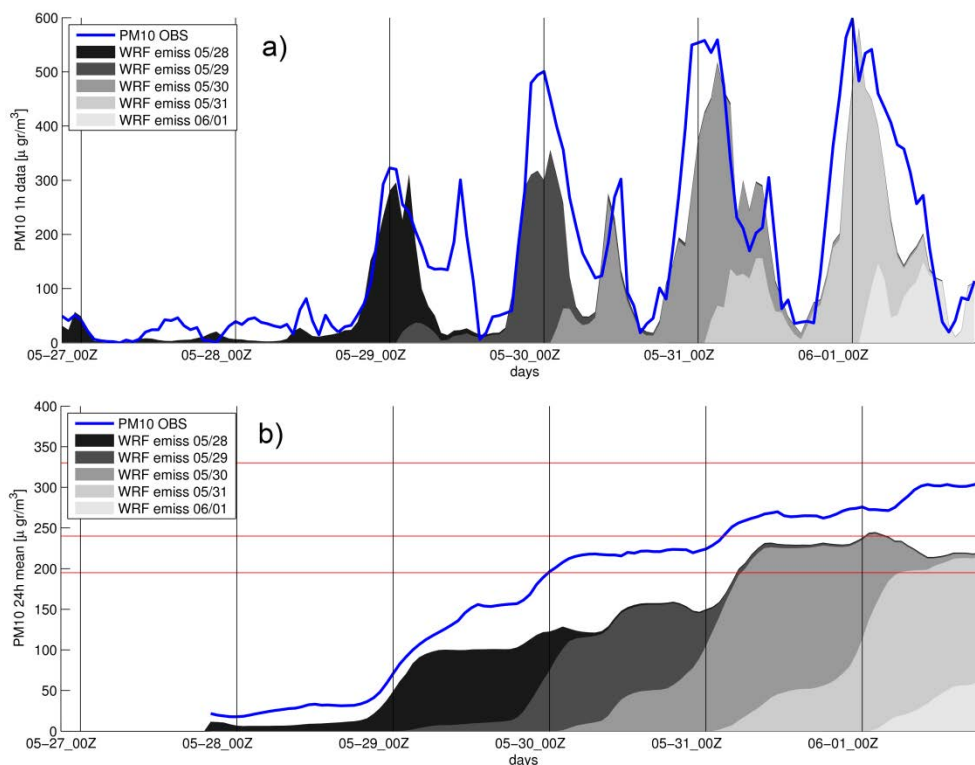 600
500
400
300
200
100
0
PM10 1h data [μ gr/m³]
PM10 OBS
WRF emiss 05/28
WRF emiss 05/29
WRF emiss 05/30
WRF emiss 05/31
WRF emiss 06/01
a)
05-27_00Z 05-28_00Z 05-29_00Z 05-30_00Z 05-31_00Z 06-01_00Z
days
400
350
300
250
200
150
100
50
0
PM10 24h mean [μ gr/m³]
PM10 OBS
WRF emiss 05/28
WRF emiss 05/29
WRF emiss 05/30
WRF emiss 05/31
WRF emiss 06/01
b)
05-27_00Z 05-28_00Z 05-29_00Z 05-30_00Z 05-31_00Z 06-01_00Z
days